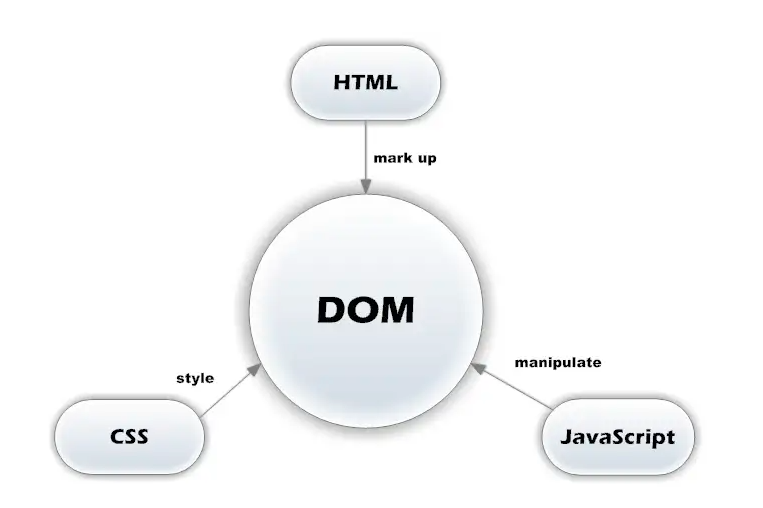 HTML
mark up
DOM
manipulate
style
CSS
JavaScript